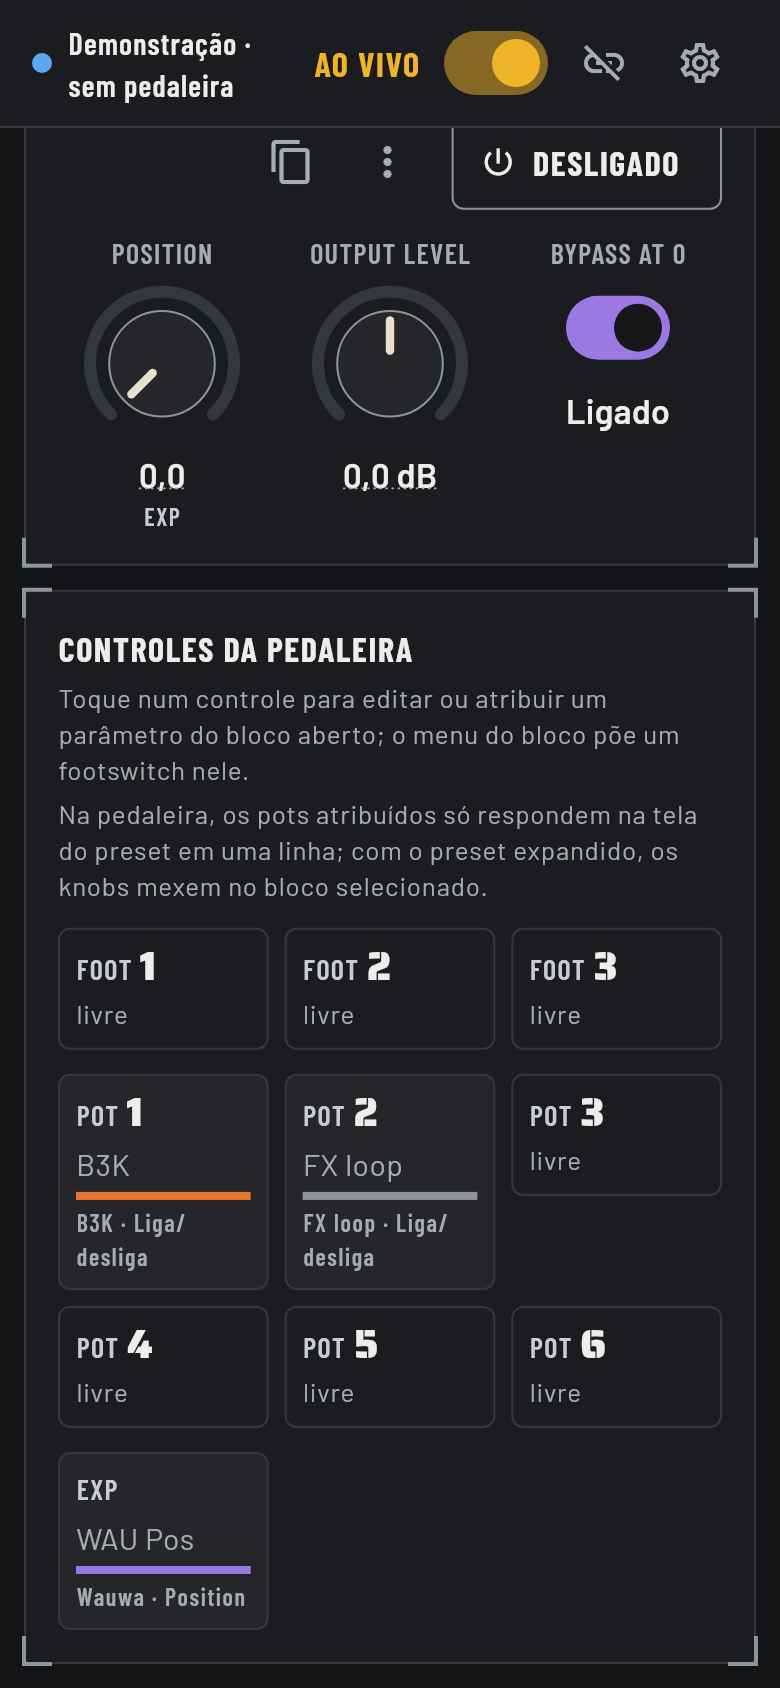 Demonstração ·
sem pedaleira
AO VIVO
DESLIGADO
POSITION
OUTPUT LEVEL
BYPASS AT 0
Ligado
0,0
0,0 dB
EXP
CONTROLES DA PEDALEIRA
Toque num controle para editar ou atribuir um
parâmetro do bloco aberto; o menu do bloco põe um
footswitch nele.
Na pedaleira, os pots atribuídos só respondem na tela
do preset em uma linha; com o preset expandido, os
knobs mexem no bloco selecionado.
FOOT 1
livre
FOOT 2
livre
FOOT 3
livre
POT 1
B3K
B3K · Liga/
desliga
POT 2
FX loop
FX loop · Liga/
desliga
POT 3
livre
POT 4
livre
POT 5
livre
POT 6
livre
EXP
WAU Pos
Wauwa · Position